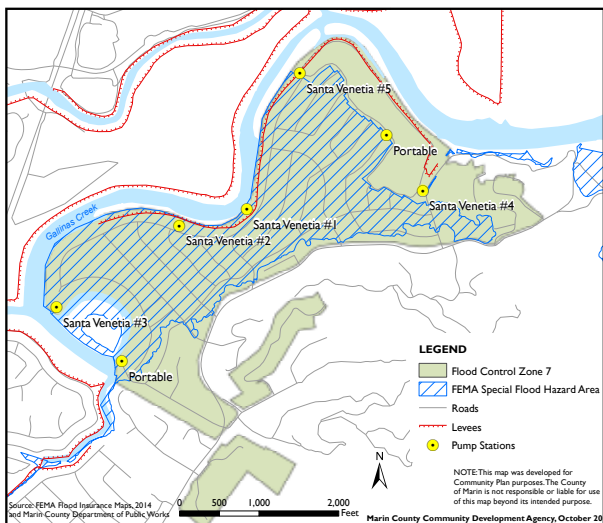 Santa Venetia #5
Portable
Santa Venetia #4
Gallinas Creek
Santa Venetia #1
Santa Venetia #2
Santa Venetia #3
Portable
LEGEND
Flood Control Zone 7
FEMA Special Flood Hazard Area
Roads
Levees
Pump Stations
N
NOTE:This map was developed for
Community Plan purposes. The County
of Marin is not responsible or liable for use
of this map beyond its intended purpose.
Source: FEMA Flood Insurance Maps, 2014
and Marin County Department of Public Works
0 500 1,000 2,000
Feet
Marin County Community Development Agency, October 20